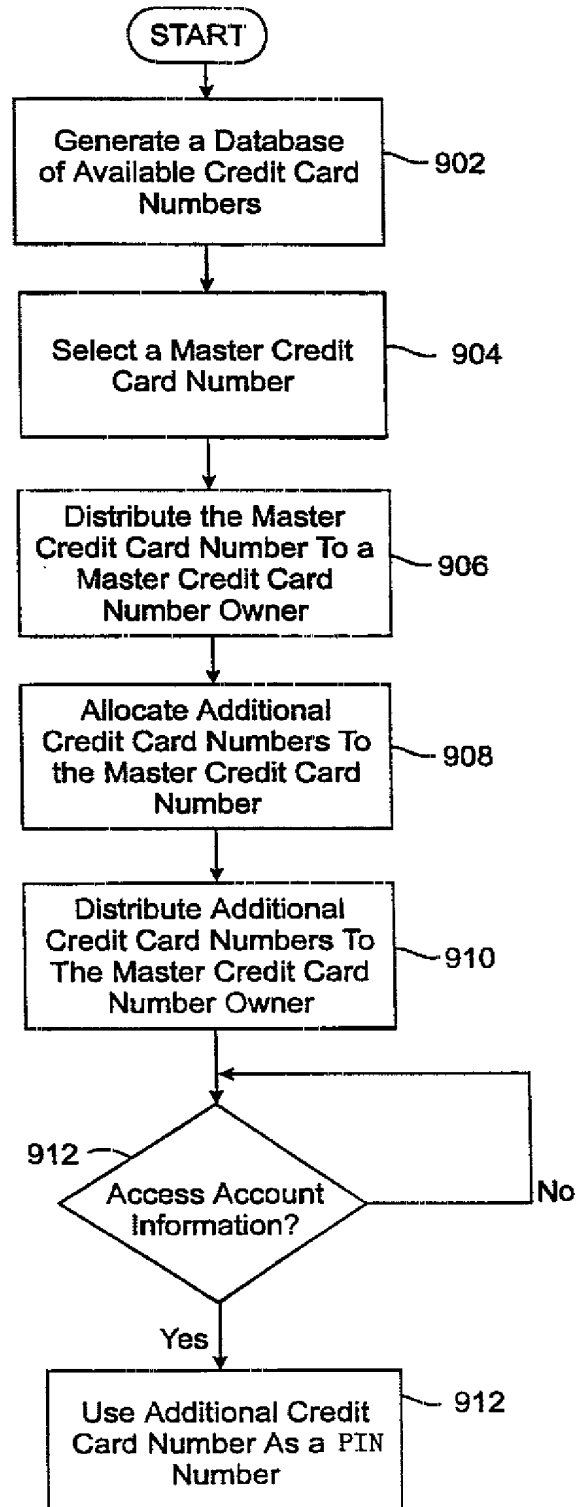 START
Generate a Database
of Available Credit Card
Numbers
902
Select a Master Credit
Card Number
904
Distribute the Master
Credit Card Number To a
Master Credit Card
Number Owner
906
Allocate Additional
Credit Card Numbers To
the Master Credit Card
Number
908
Distribute Additional
Credit Card Numbers To
The Master Credit Card
Number Owner
910
912
Access Account
Information?
No
Yes
Use Additional Credit
Card Number As a PIN
Number
912